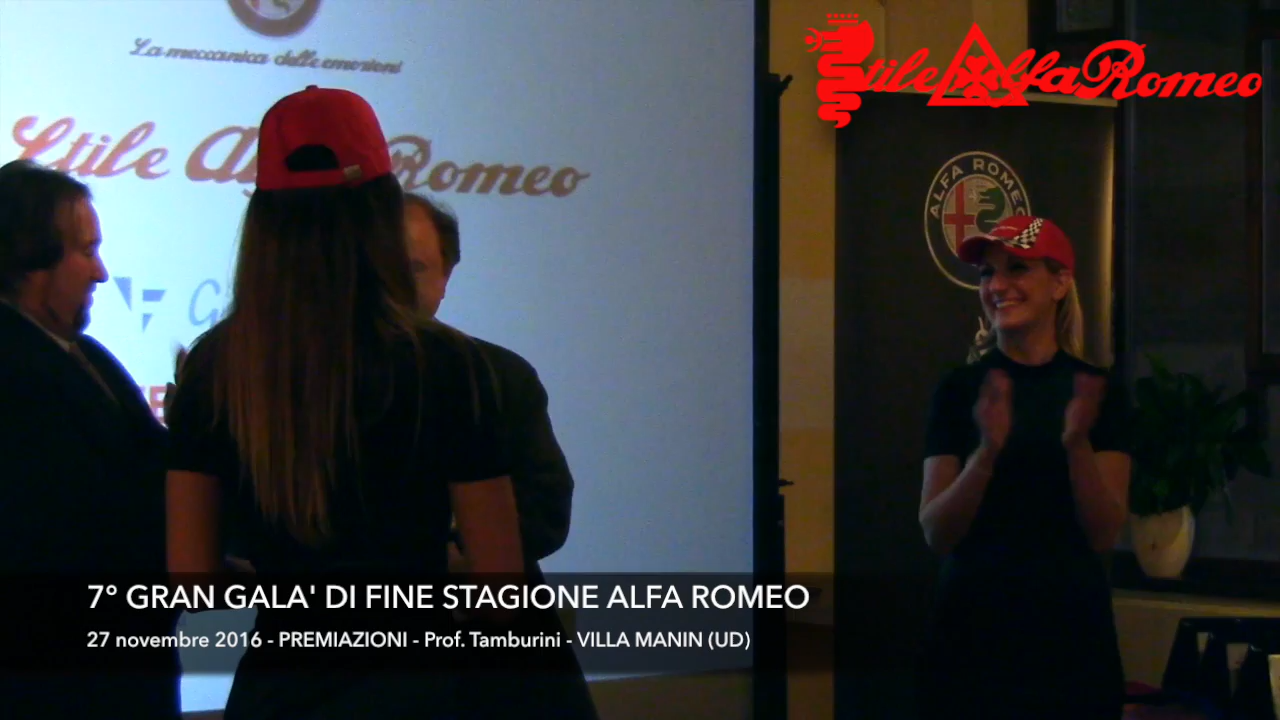 La meccanica delle emozioni
Stile Alfa Romeo
Stile Alfa Romeo
ALFA ROMEO
7° GRAN GALA' DI FINE STAGIONE ALFA ROMEO
27 novembre 2016 - PREMIAZIONI - Prof. Tamburini - VILLA MANIN (UD)